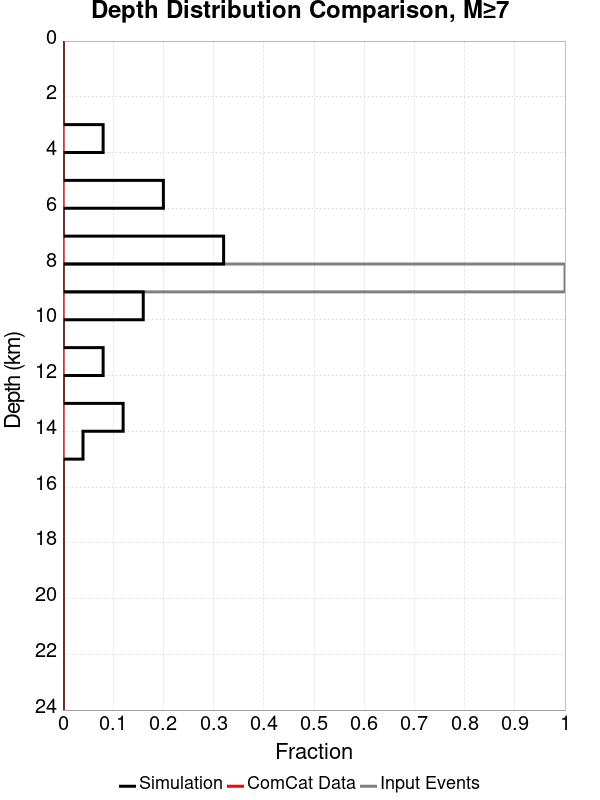 Depth Distribution Comparison, M≥7
0
2
4
6
8
10
12
14
16
18
20
22
24
Depth (km)
0 0.1 0.2 0.3 0.4 0.5 0.6 0.7 0.8 0.9 1
Fraction
Simulation ComCat Data Input Events